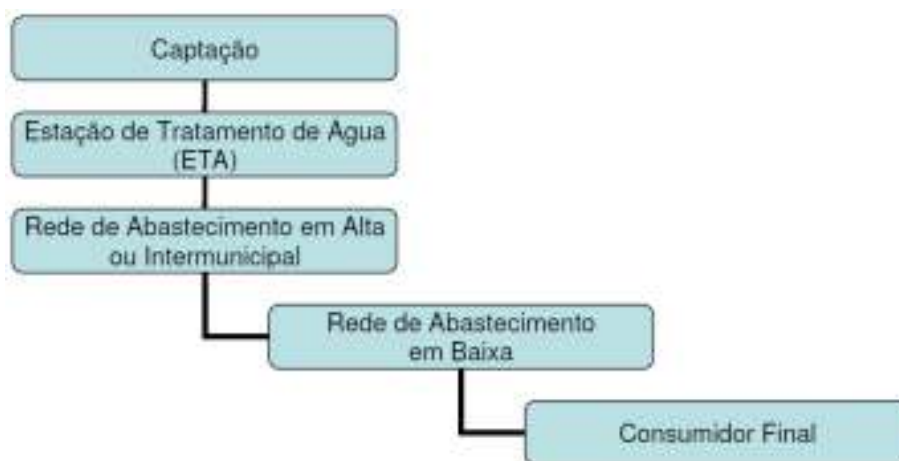 Captação
Estação de Tratamento de Água
(ETA)
Rede de Abastecimento em Alta
ou Intermunicipal
Rede de Abastecimento
em Baixa
Consumidor Final